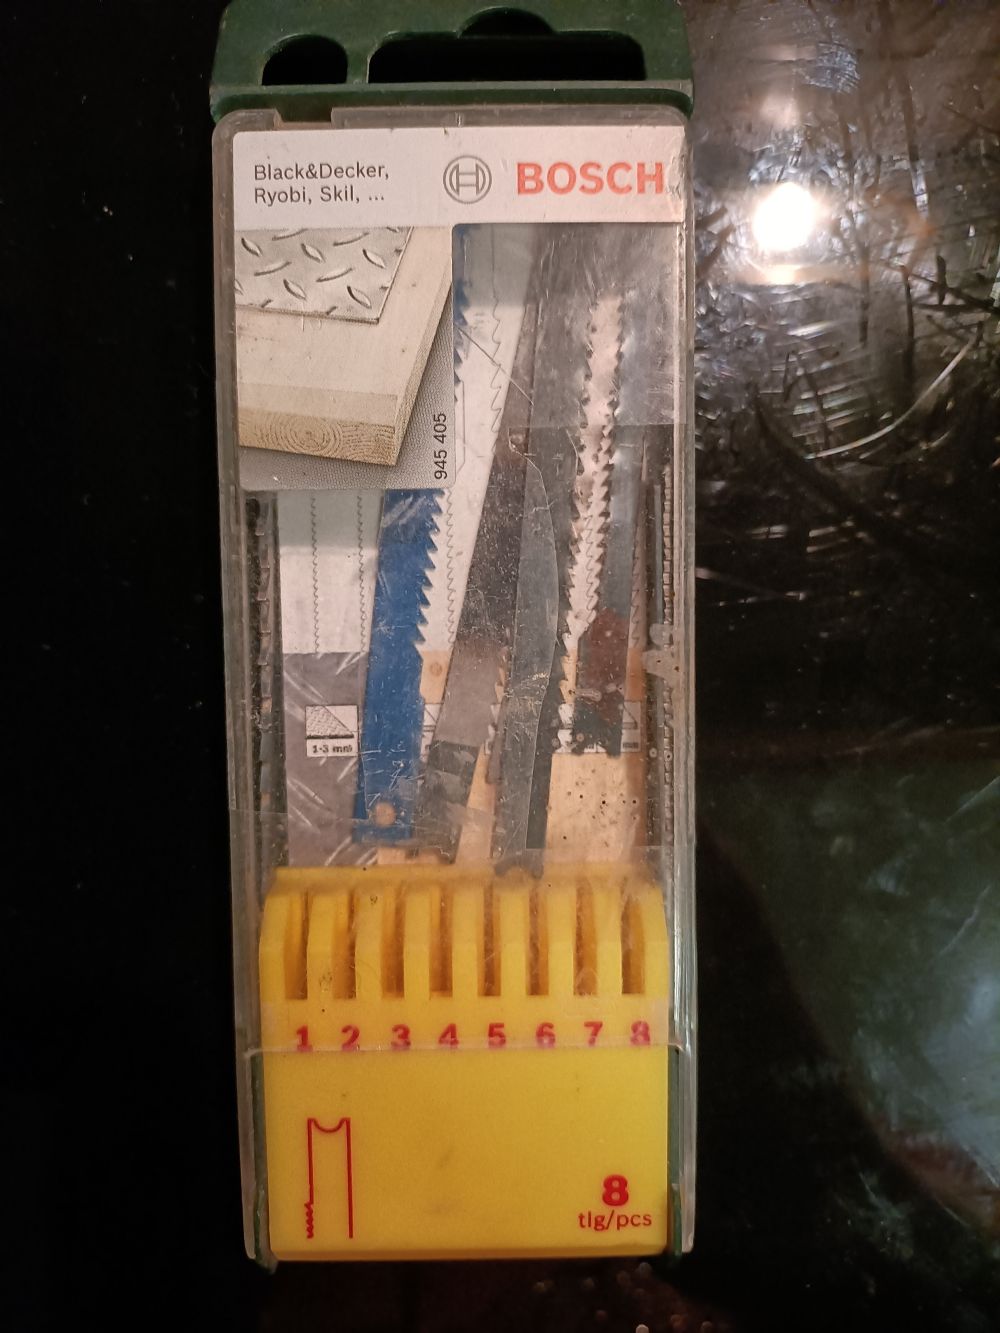 Black&Decker,
Ryobi, Skil, ...
BOSCH
945 405
1-3 mm
1 2 3 4 5 6 7 8
8
tlg/pcs